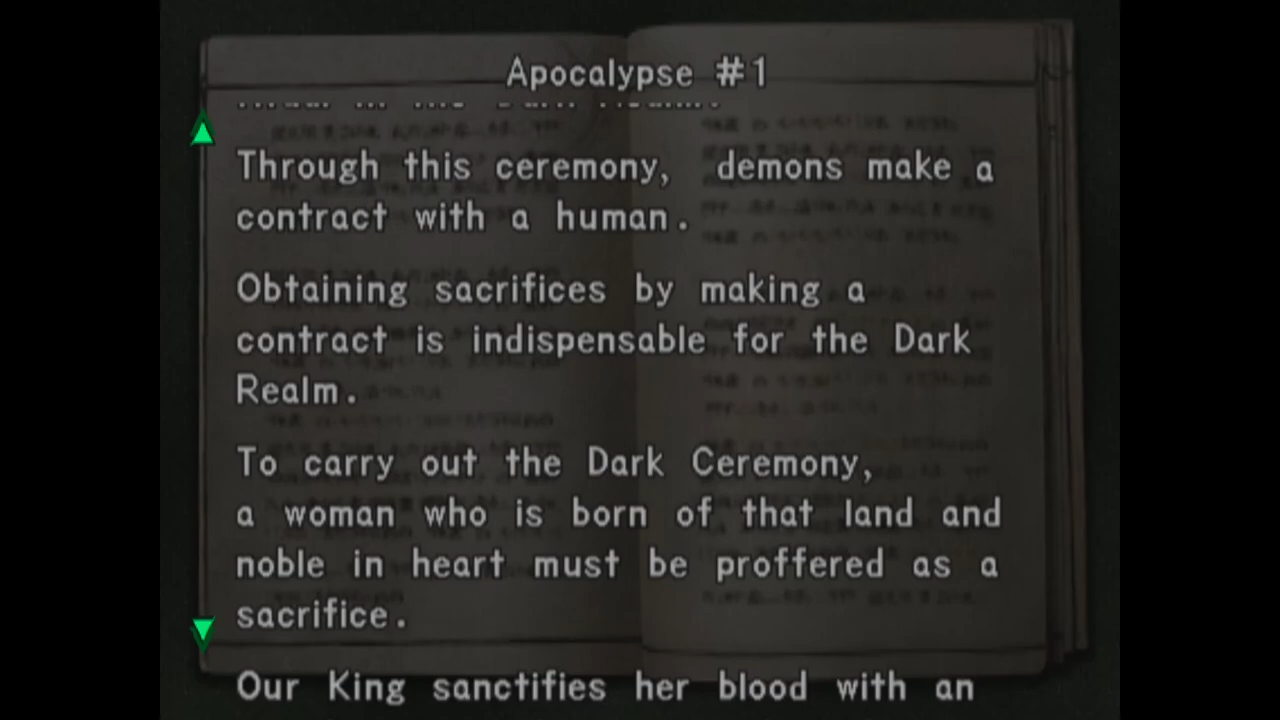 Apocalypse #1
Through this ceremony, demons make a
contract with a human.
Obtaining sacrifices by making a
contract is indispensable for the Dark
Realm.
To carry out the Dark Ceremony,
a woman who is born of that land and
noble in heart must be proffered as a
sacrifice.
Our King sanctifies her blood with an